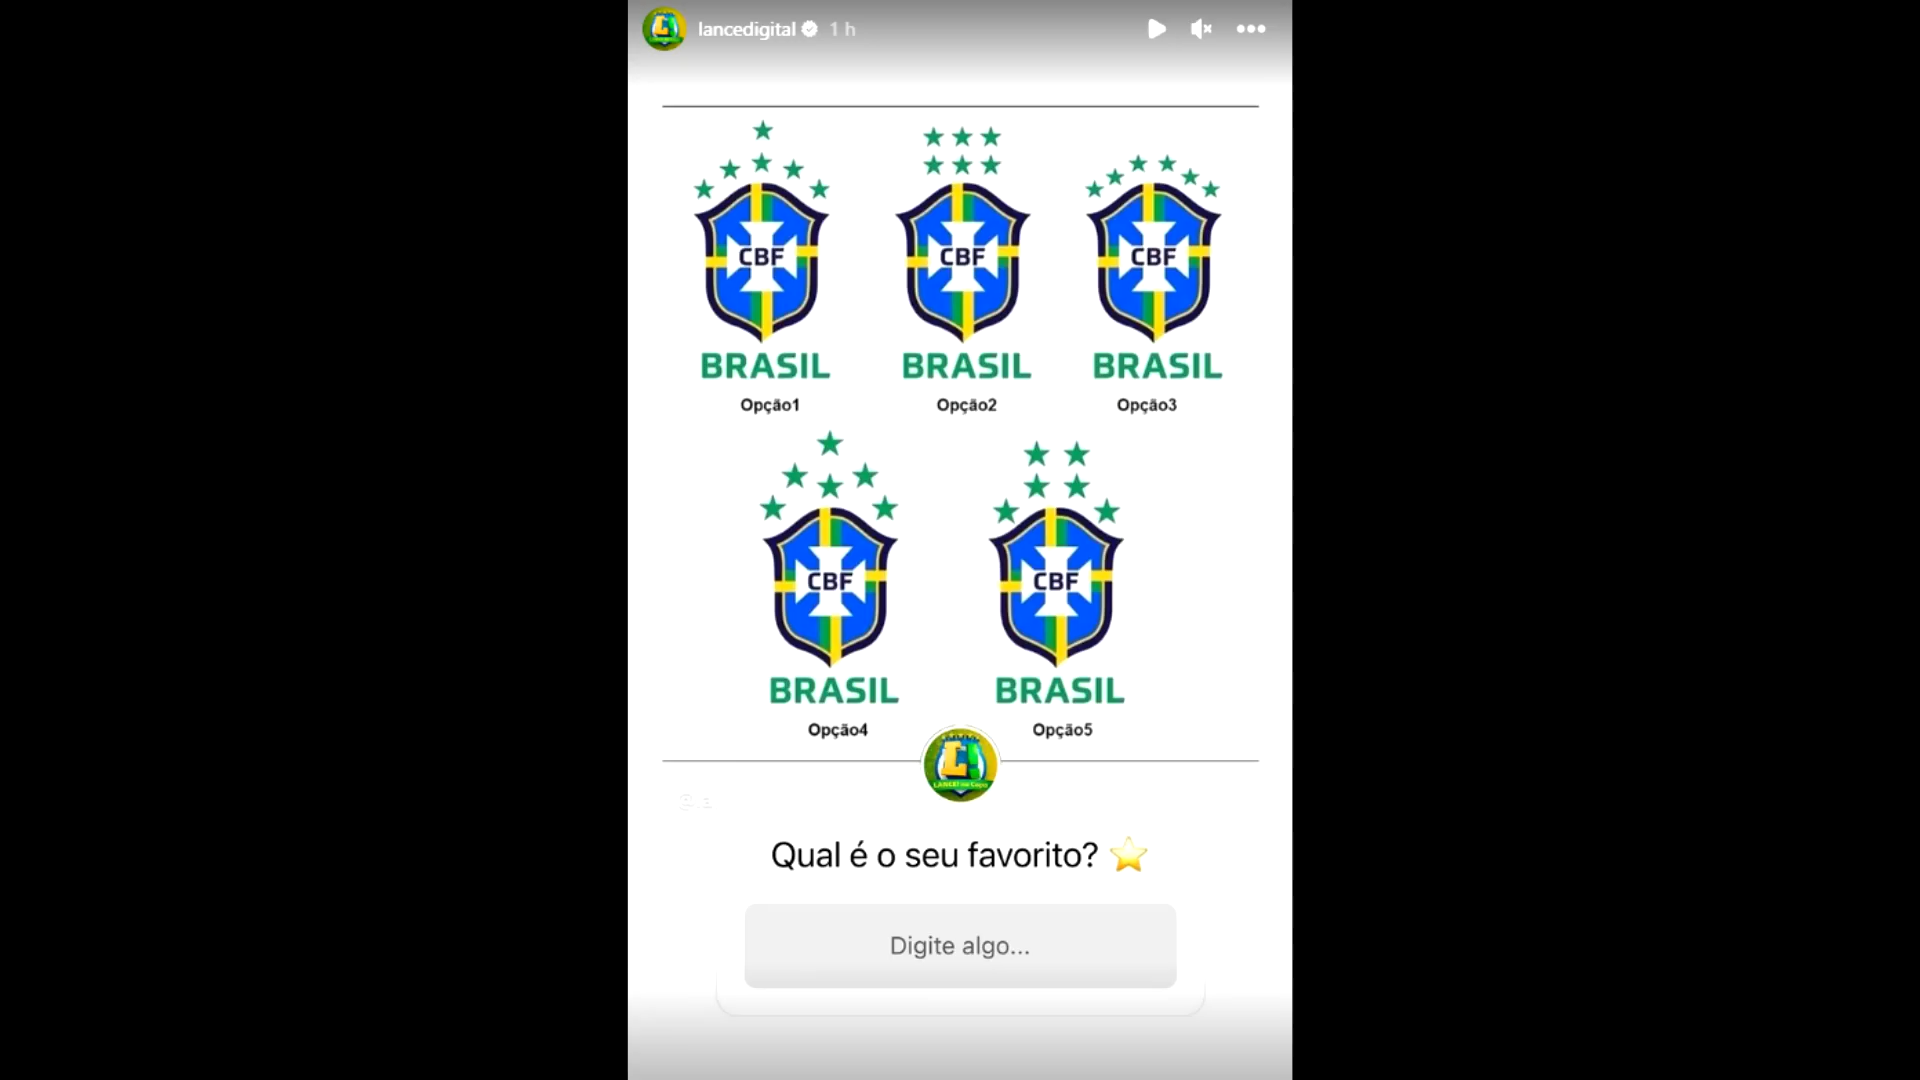 lancedigital 1 h
CBF CBF CBF
BRASIL BRASIL BRASIL
Opção1 Opção2 Opção3
CBF CBF
BRASIL BRASIL
Opção4 Opção5
Qual é o seu favorito?
Digite algo...